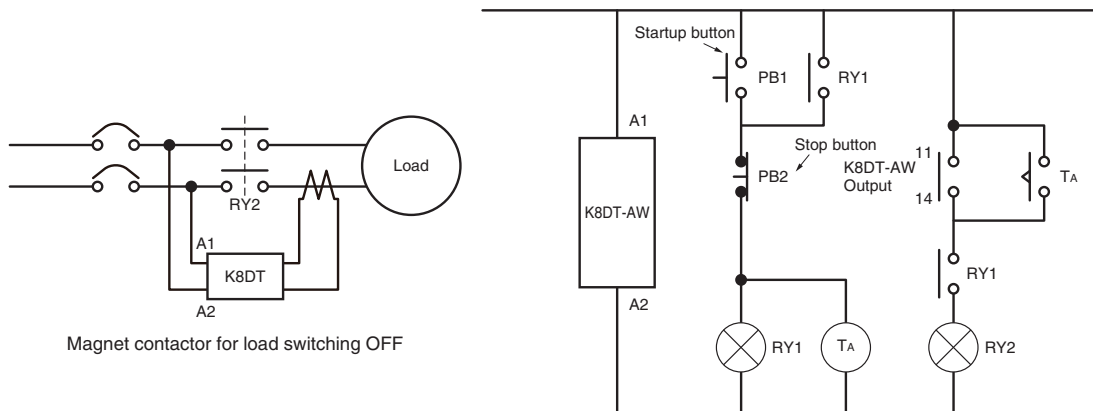 Load
RY2
A1
K8DT
A2
Magnet contactor for load switching OFF
Startup button
PB1
RY1
A1
Stop button
PB2
K8DT-AW
A2
RY1
TA
11
K8DT-AW
Output
14
TA
RY1
RY2